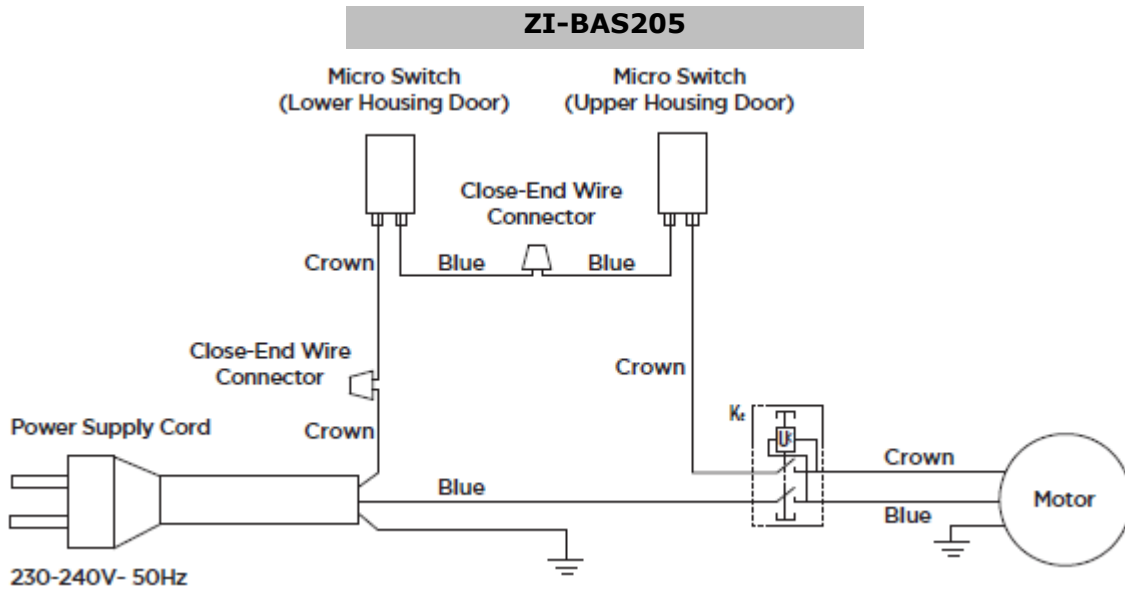 ZI-BAS205
Micro Switch
(Lower Housing Door)
Micro Switch
(Upper Housing Door)
Close-End Wire
Connector
Crown
Blue
Blue
Close-End Wire
Connector
Crown
Power Supply Cord
Crown
K
U
Crown
Blue
Motor
Blue
230-240V- 50Hz